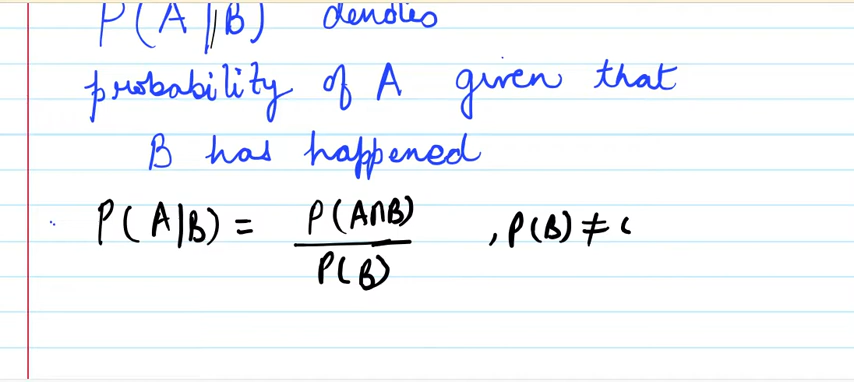 P(A|B) denotes
probability of A given that
B has happened
P(A|B) = P(A∩B) / P(B) , P(B) ≠